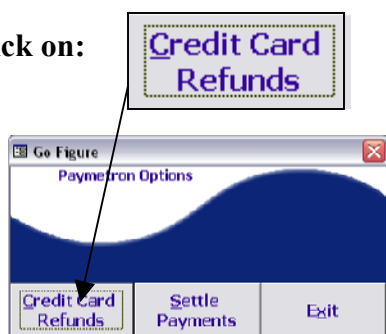 ck on:
Credit Card
Refunds
Go Figure
Paymetron Options
Credit Card
Refunds
Settle
Payments
Exit